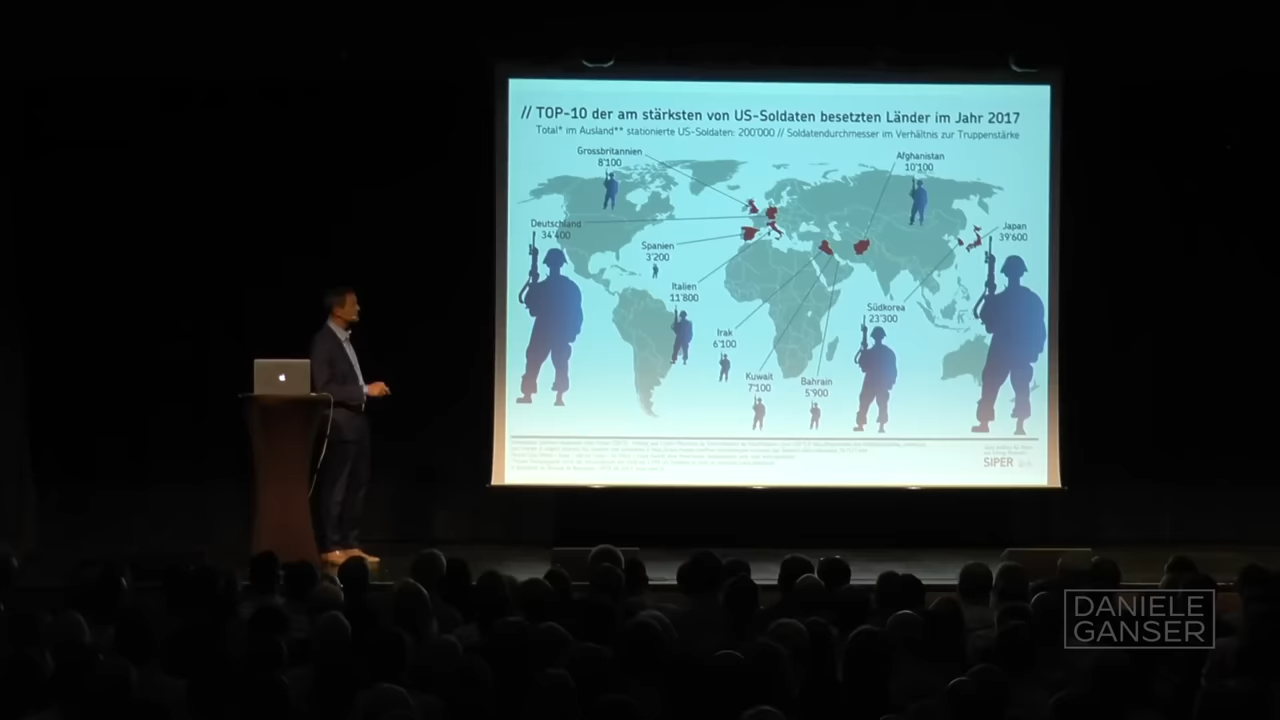 // TOP-10 der am stärksten von US-Soldaten besetzten Länder im Jahr 2017
Total* im Ausland** stationierte US-Soldaten: 200'000 // Soldatendurchmesser im Verhältnis zur Truppenstärke
Grossbritannien
8'100
Afghanistan
10'100
Deutschland
34'400
Japan
39'600
Spanien
3'200
Italien
11'800
Südkorea
23'300
Irak
6'100
Kuwait
7'100
Bahrain
5'900
SIPER
DANIELE
GANSER